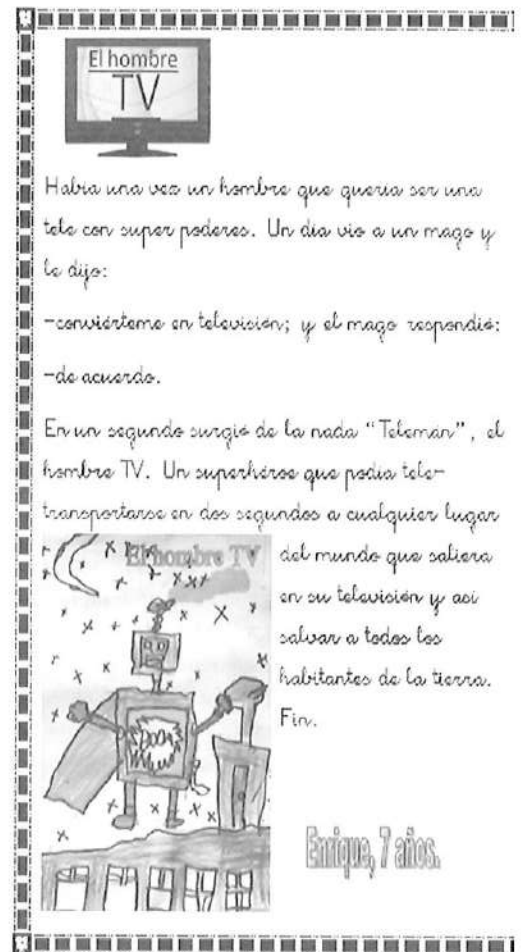 El hombre
TV
Había una vez un hombre que quería ser una
tele con super poderes. Un día vio a un mago y
le dijo:
-conviérteme en televisión; y el mago respondió:
-de acuerdo.
En un segundo surgió de la nada “Telemán”, el
hombre TV. Un superhéroe que podía tele-
transportarse en dos segundos a cualquier lugar
del mundo que saliera
en su televisión y así
salvar a todos los
habitantes de la tierra.
Fin.
El hombre TV
Enrique, 7 años.